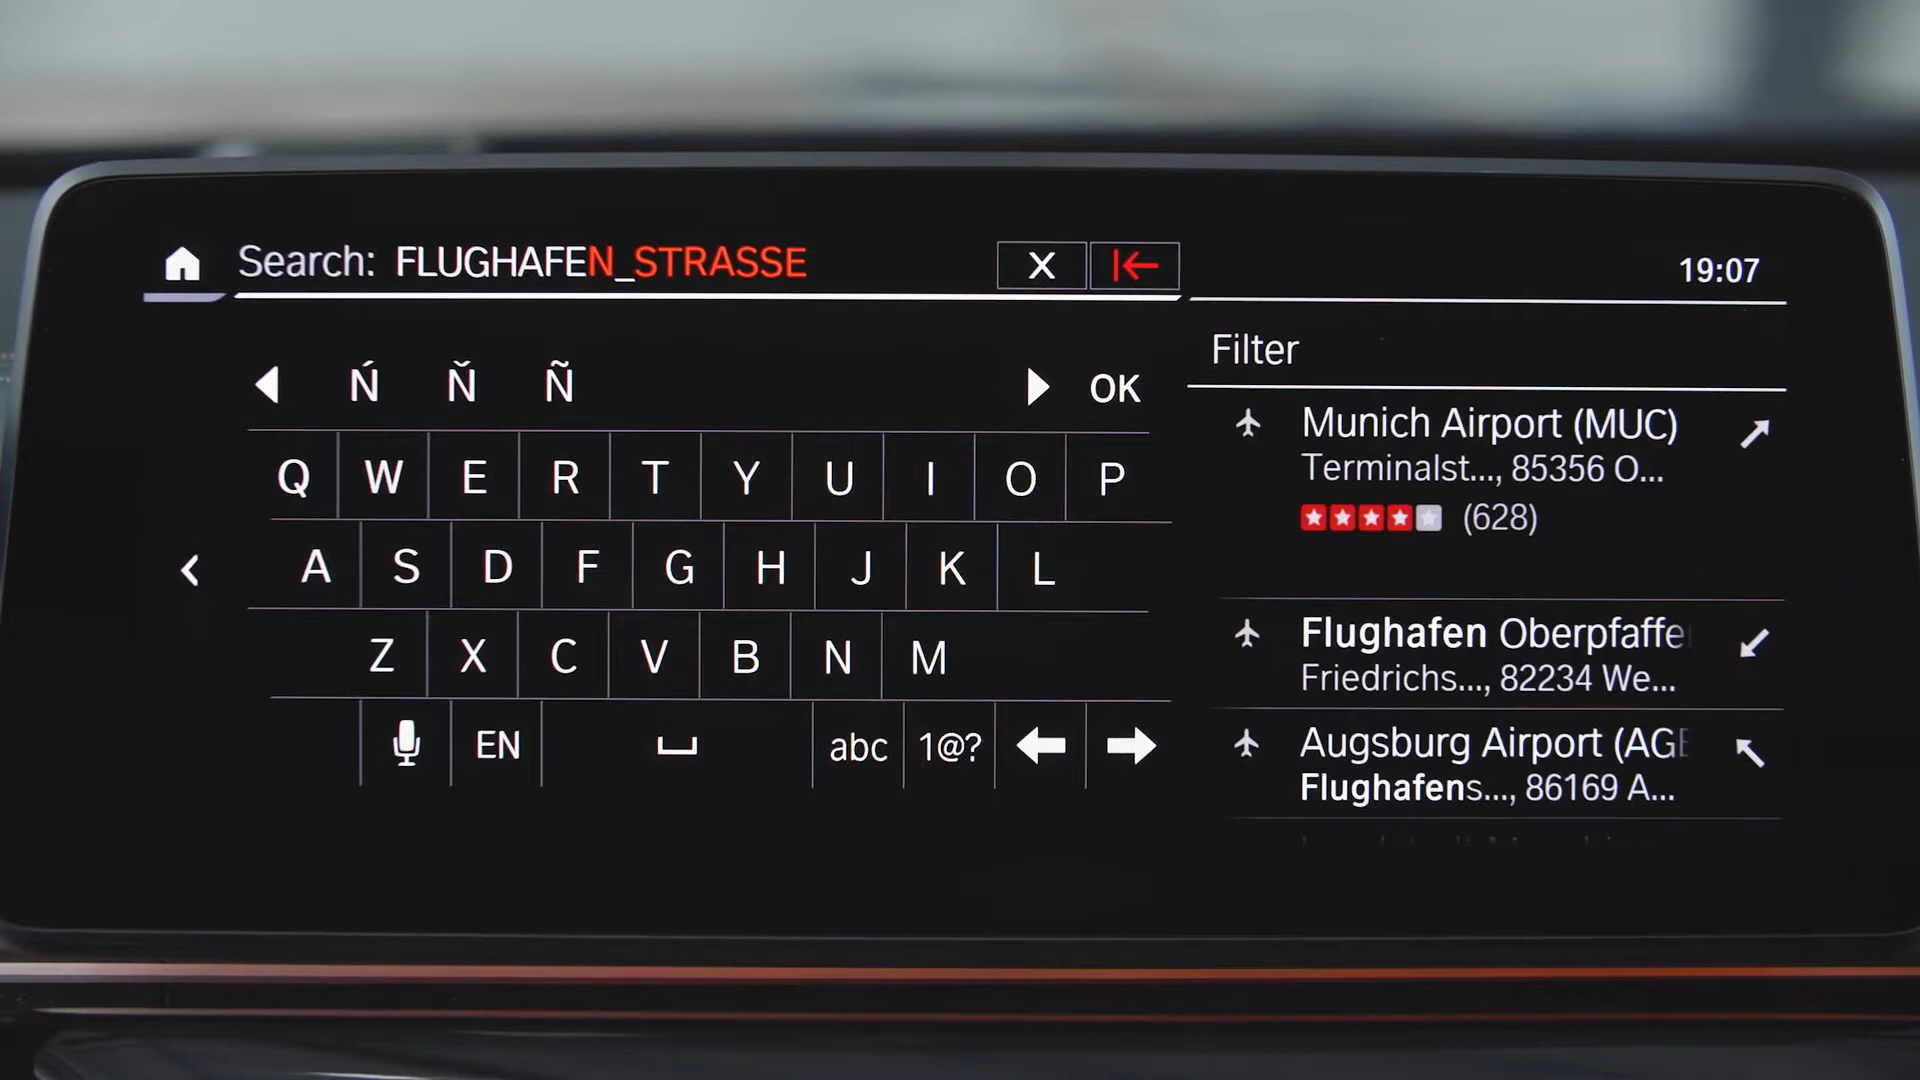 Search: FLUGHAFEN_STRASSE
X
19:07
Ń Ň Ñ
OK
Q W E R T Y U I O P
A S D F G H J K L
Z X C V B N M
EN
abc
1@?
Filter
Munich Airport (MUC)
Terminalst..., 85356 O...
(628)
Flughafen Oberpfaffe
Friedrichs..., 82234 We...
Augsburg Airport (AG
Flughafens..., 86169 A...